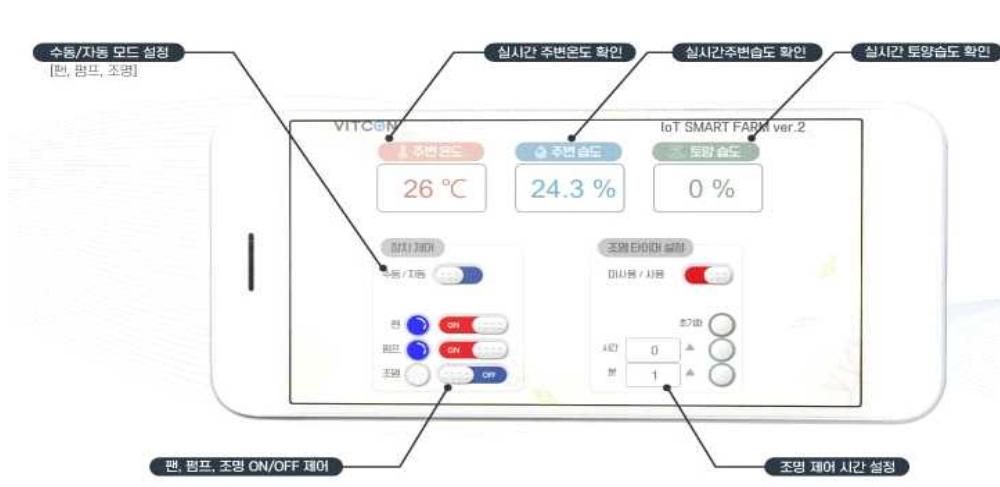 수동/자동 모드 설정
[팬, 펌프, 조명]
실시간 주변온도 확인
실시간주변습도 확인
실시간 토양습도 확인
VITCON
IoT SMART FARM ver.2
주변 온도
주변 습도
토양 습도
26 ℃
24.3 %
0 %
장치 제어
조명 타이머 설정
수동 / 자동
미사용 / 사용
팬
ON
초기화
펌프
ON
시간
0
조명
OFF
분
1
팬, 펌프, 조명 ON/OFF 제어
조명 제어 시간 설정